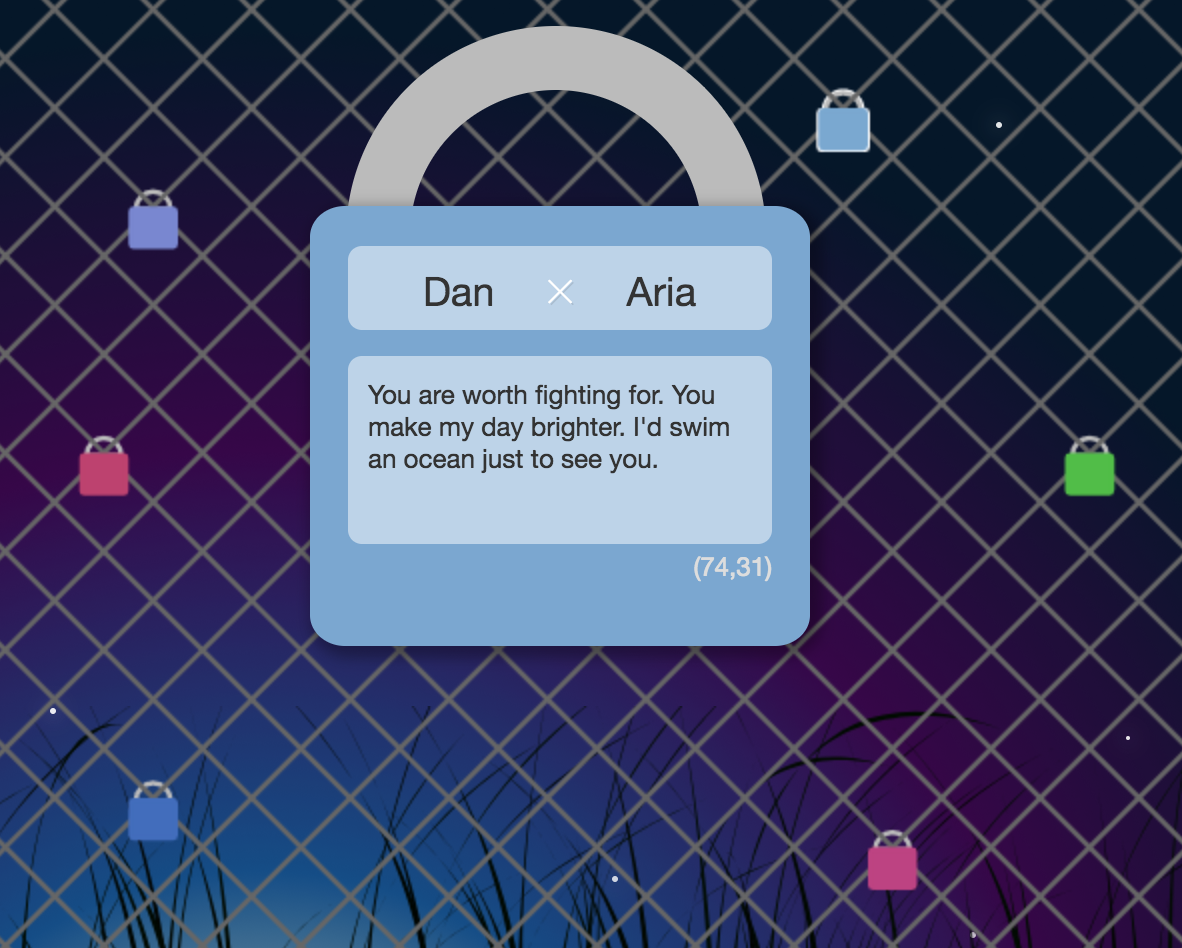 Dan × Aria
You are worth fighting for. You
make my day brighter. I'd swim
an ocean just to see you.
(74,31)